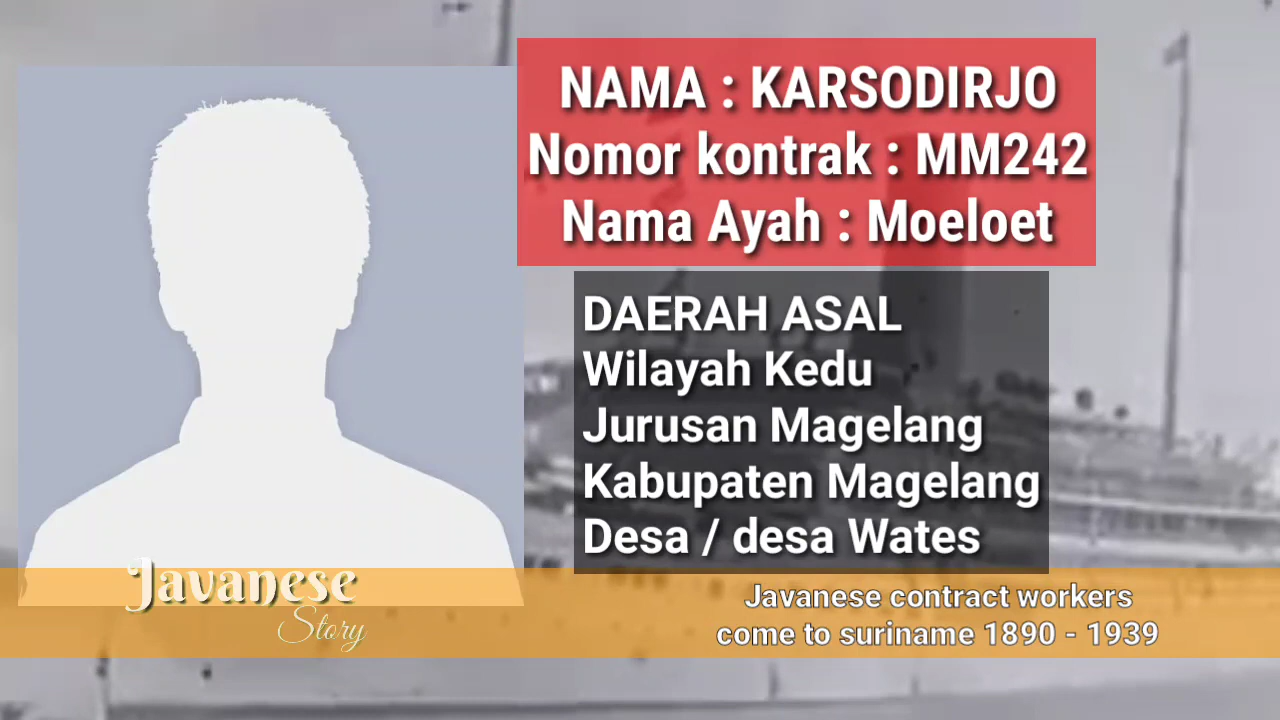 NAMA : KARSODIRJO
Nomor kontrak : MM242
Nama Ayah : Moeloet
DAERAH ASAL
Wilayah Kedu
Jurusan Magelang
Kabupaten Magelang
Desa / desa Wates
Javanese
Story
Javanese contract workers
come to suriname 1890 - 1939